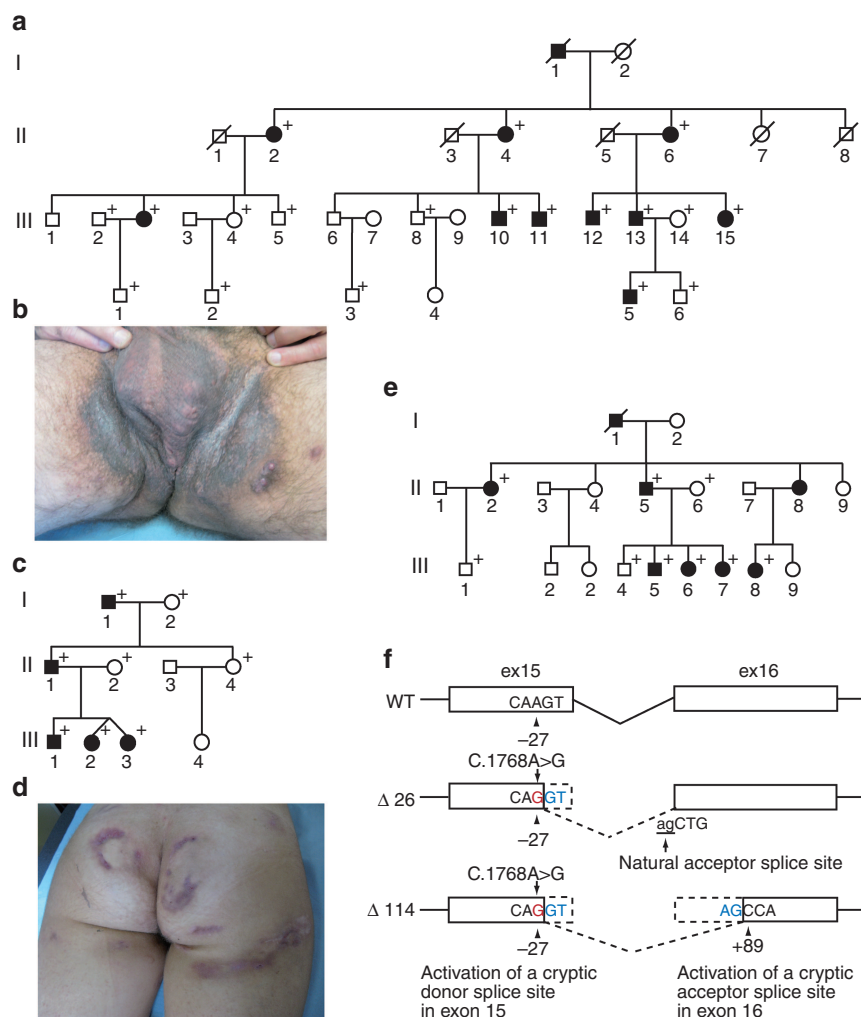 a
I
1 2
+ + +
II
1 2 3 4 5 6 7 8
+ + + + + + + + + + + +
III
1 2 3 4 5 6 7 8 9 10 11 12 13 14 15
+ + + + +
1 2 3 4 5 6
b
c
I
+ +
1 2
II
+ + +
1 2 3 4
III
+ + +
1 2 3 4
d
e
I
1 2
II
+ + + +
1 2 3 4 5 6 7 8 9
III
+ + + + + +
1 2 2 4 5 6 7 8 9
f
ex15 ex16
WT CAAGT
–27
C.1768A>G
Δ 26 CAGGT
–27 agCTG
Natural acceptor splice site
C.1768A>G
Δ 114 CAGGT AGCCA
–27 +89
Activation of a cryptic
donor splice site
in exon 15
Activation of a cryptic
acceptor splice site
in exon 16